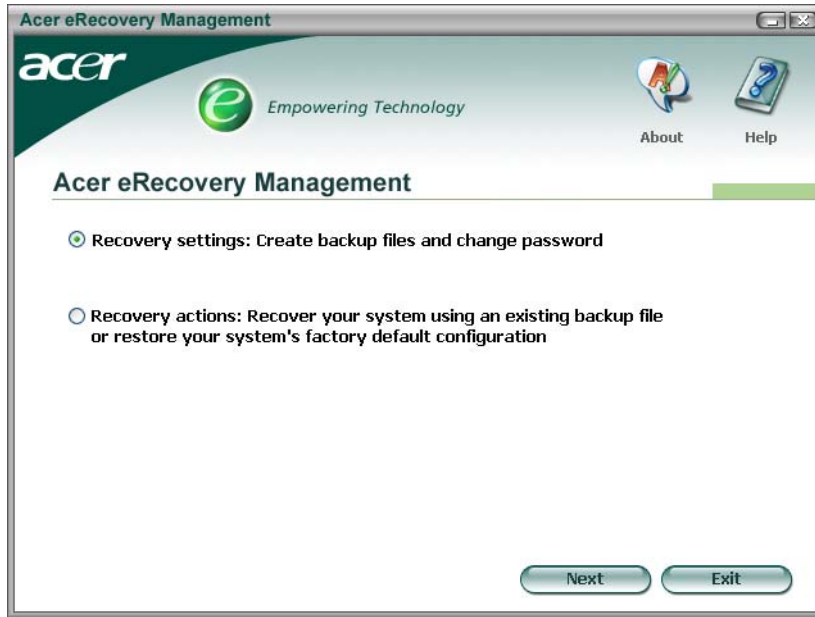 Acer eRecovery Management
acer
e Empowering Technology
About
Help
Acer eRecovery Management
Recovery settings: Create backup files and change password
Recovery actions: Recover your system using an existing backup file
or restore your system's factory default configuration
Next
Exit